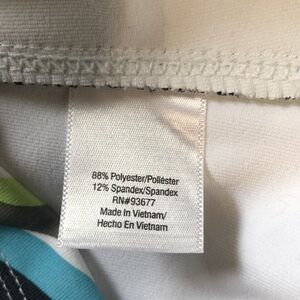 88% Polyester/Poliéster
12% Spandex/Spandex
RN#93677
Made In Vietnam/
Hecho En Vietnam